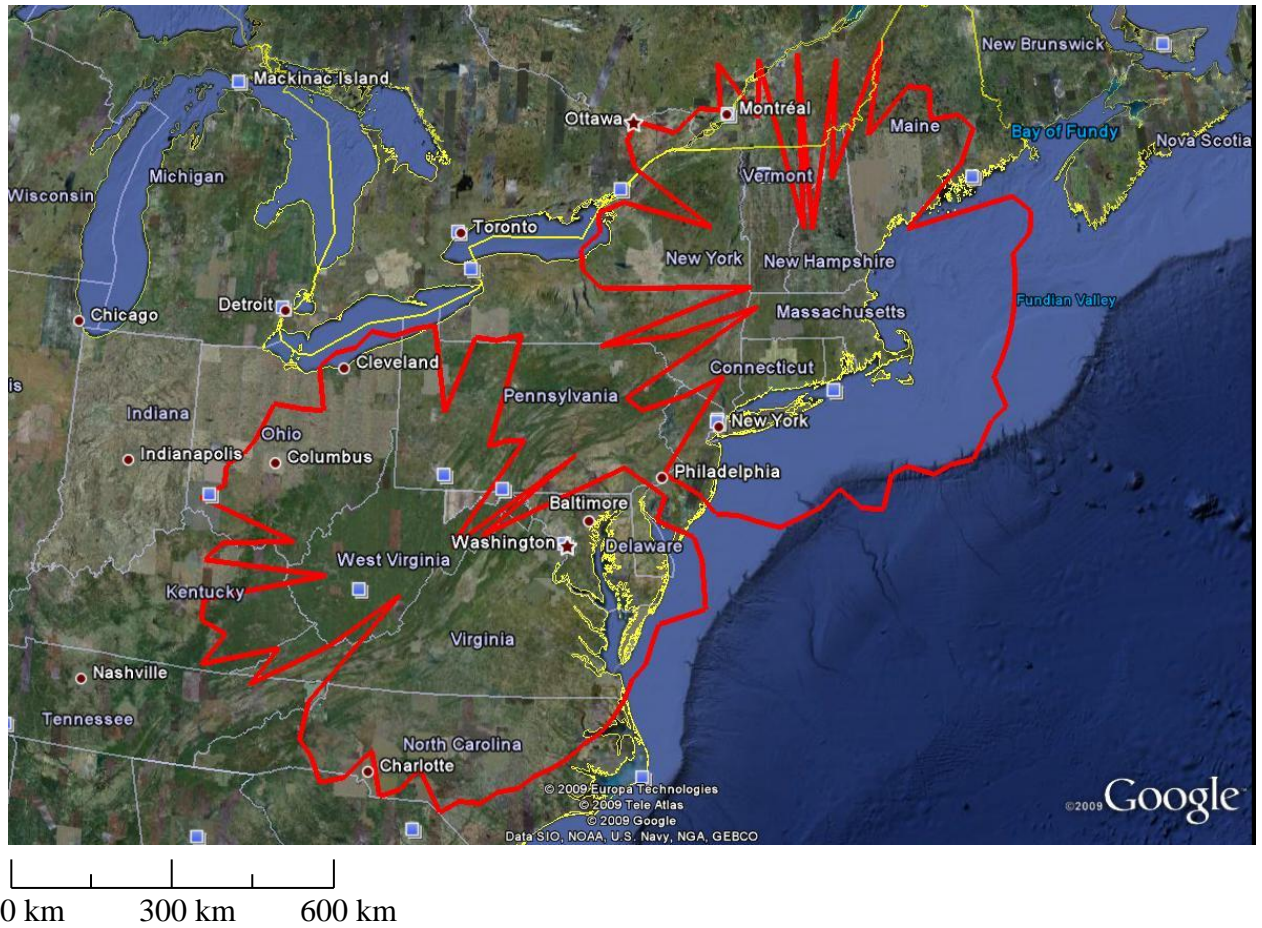 New Brunswick
Mackinac Island
Montréal
Ottawa
Maine
Bay of Fundy
Nova Scotia
Michigan
Wisconsin
Vermont
Toronto
New York
New Hampshire
Detroit
Chicago
Massachusetts
Fundian Valley
Cleveland
Connecticut
is
Pennsylvania
Indiana
New York
Ohio
Indianapolis
Columbus
Philadelphia
Baltimore
Washington
Delaware
West Virginia
Kentucky
Virginia
Nashville
Tennessee
North Carolina
Charlotte
© 2009 Europa Technologies
© 2009 Tele Atlas
© 2009 Google
Data SIO, NOAA, U.S. Navy, NGA, GEBCO
©2009 Google
0 km 300 km 600 km